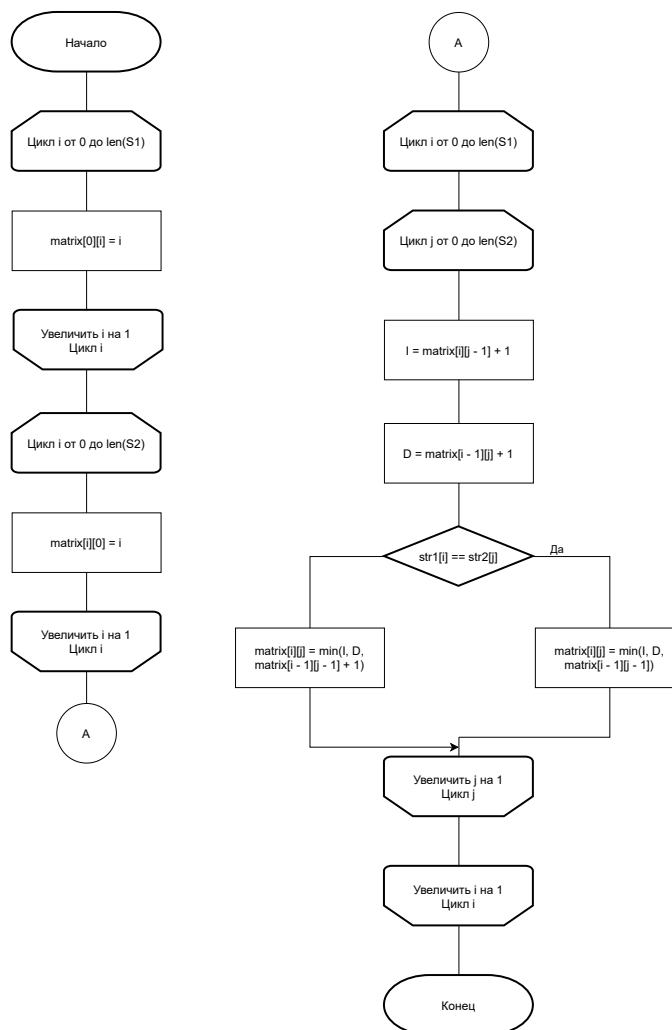 Начало
Цикл i от 0 до len(S1)
matrix[0][i] = i
Увеличить i на 1
Цикл i
Цикл i от 0 до len(S2)
matrix[i][0] = i
Увеличить i на 1
Цикл i
A
A
Цикл i от 0 до len(S1)
Цикл j от 0 до len(S2)
I = matrix[i][j - 1] + 1
D = matrix[i - 1][j] + 1
str1[i] == str2[j]
Да
matrix[i][j] = min(I, D,
matrix[i - 1][j - 1] + 1)
matrix[i][j] = min(I, D,
matrix[i - 1][j - 1])
Увеличить j на 1
Цикл j
Увеличить i на 1
Цикл i
Конец